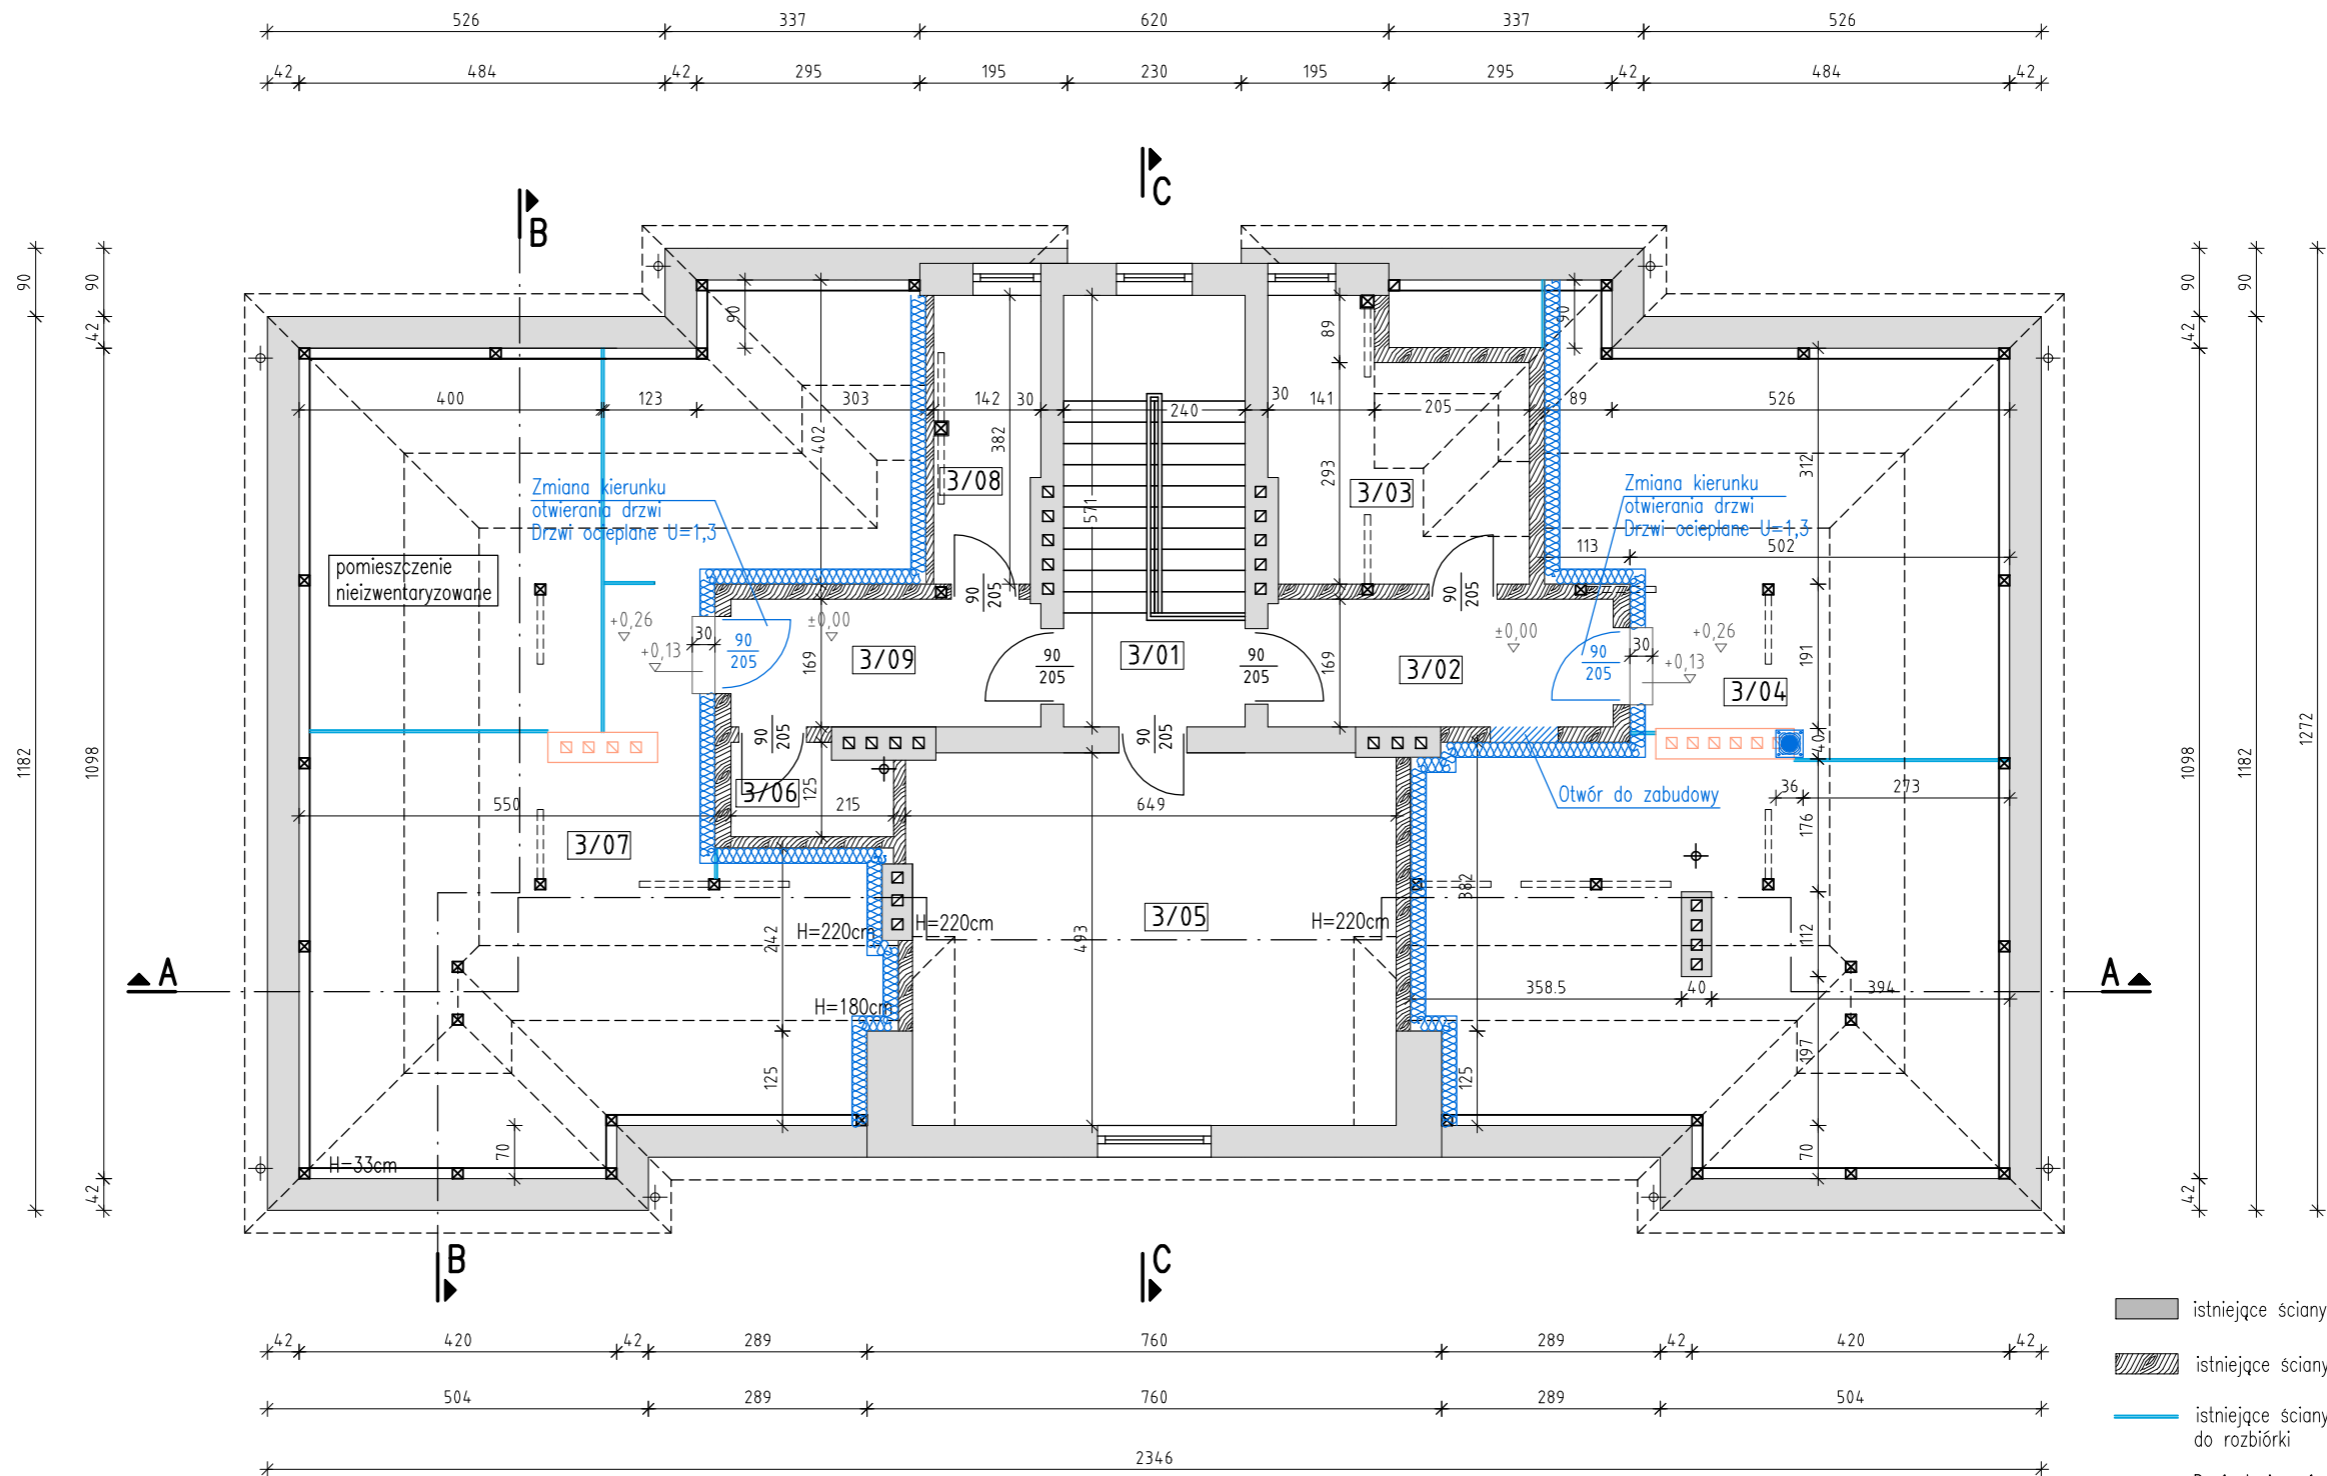 526 337 620 337 526
42 484 42 295 195 230 195 295 42 484 42
C
B
90 90 90 90
42 42
90 89 90
400 123 303 142 30 240 30 141 205 89 526
402 382 293 312
3/08 3/03
571
Zmiana kierunku
otwierania drzwi
Drzwi ocieplane U=1,3
Zmiana kierunku
otwierania drzwi
Drzwi ocieplane U=1,3
113 502
pomieszczenie
nieizwentaryzowane
90
205
90
205
+0,26 ±0,00 ±0,00 +0,26
+0,13 +0,13
30 30
90
205
90
205
90
205
90
205
3/09 3/01 3/02 3/04
169 169 191
90
205
90
205
1182 1098 1098 1182 1272
40
3/06
125
Otwór do zabudowy
36 273
550 215 649
176
3/07
382
3/05
H=220cm H=220cm H=220cm
242 493 112
A A
358.5 40 394
H=180cm
125 125
197
70 70
H=33cm
42 42
B C
42 420 42 289 760 289 42 420 42
504 289 760 289 504
2346
istniejące ściany
istniejące ściany
istniejące ściany
do rozbiórki